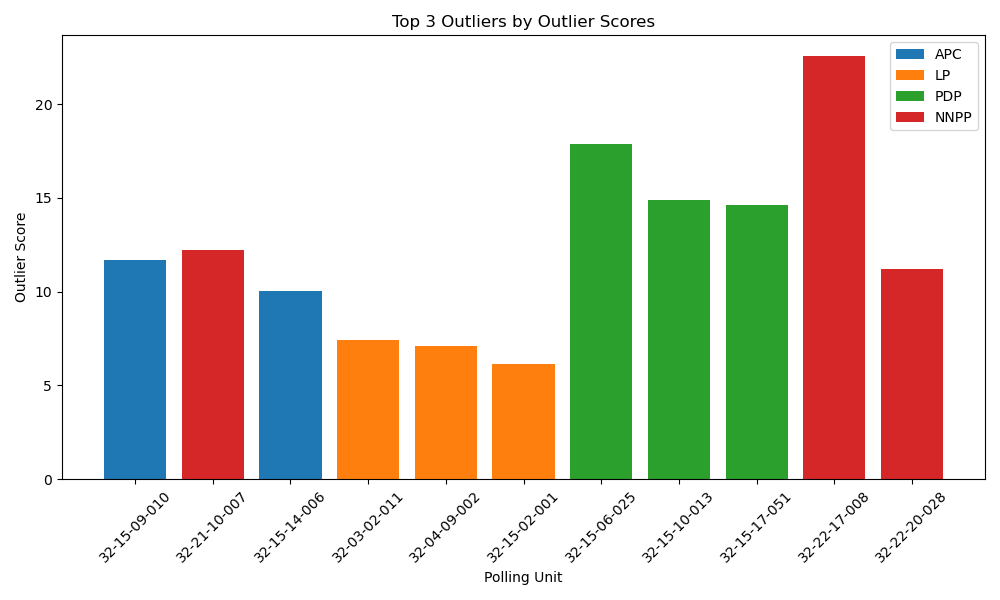 Top 3 Outliers by Outlier Scores
APC
LP
PDP
NNPP
Outlier Score
20
15
10
5
0
32-15-09-010
32-21-10-007
32-15-14-006
32-03-02-011
32-04-09-002
32-15-02-001
32-15-06-025
32-15-10-013
32-15-17-051
32-22-17-008
32-22-20-028
Polling Unit